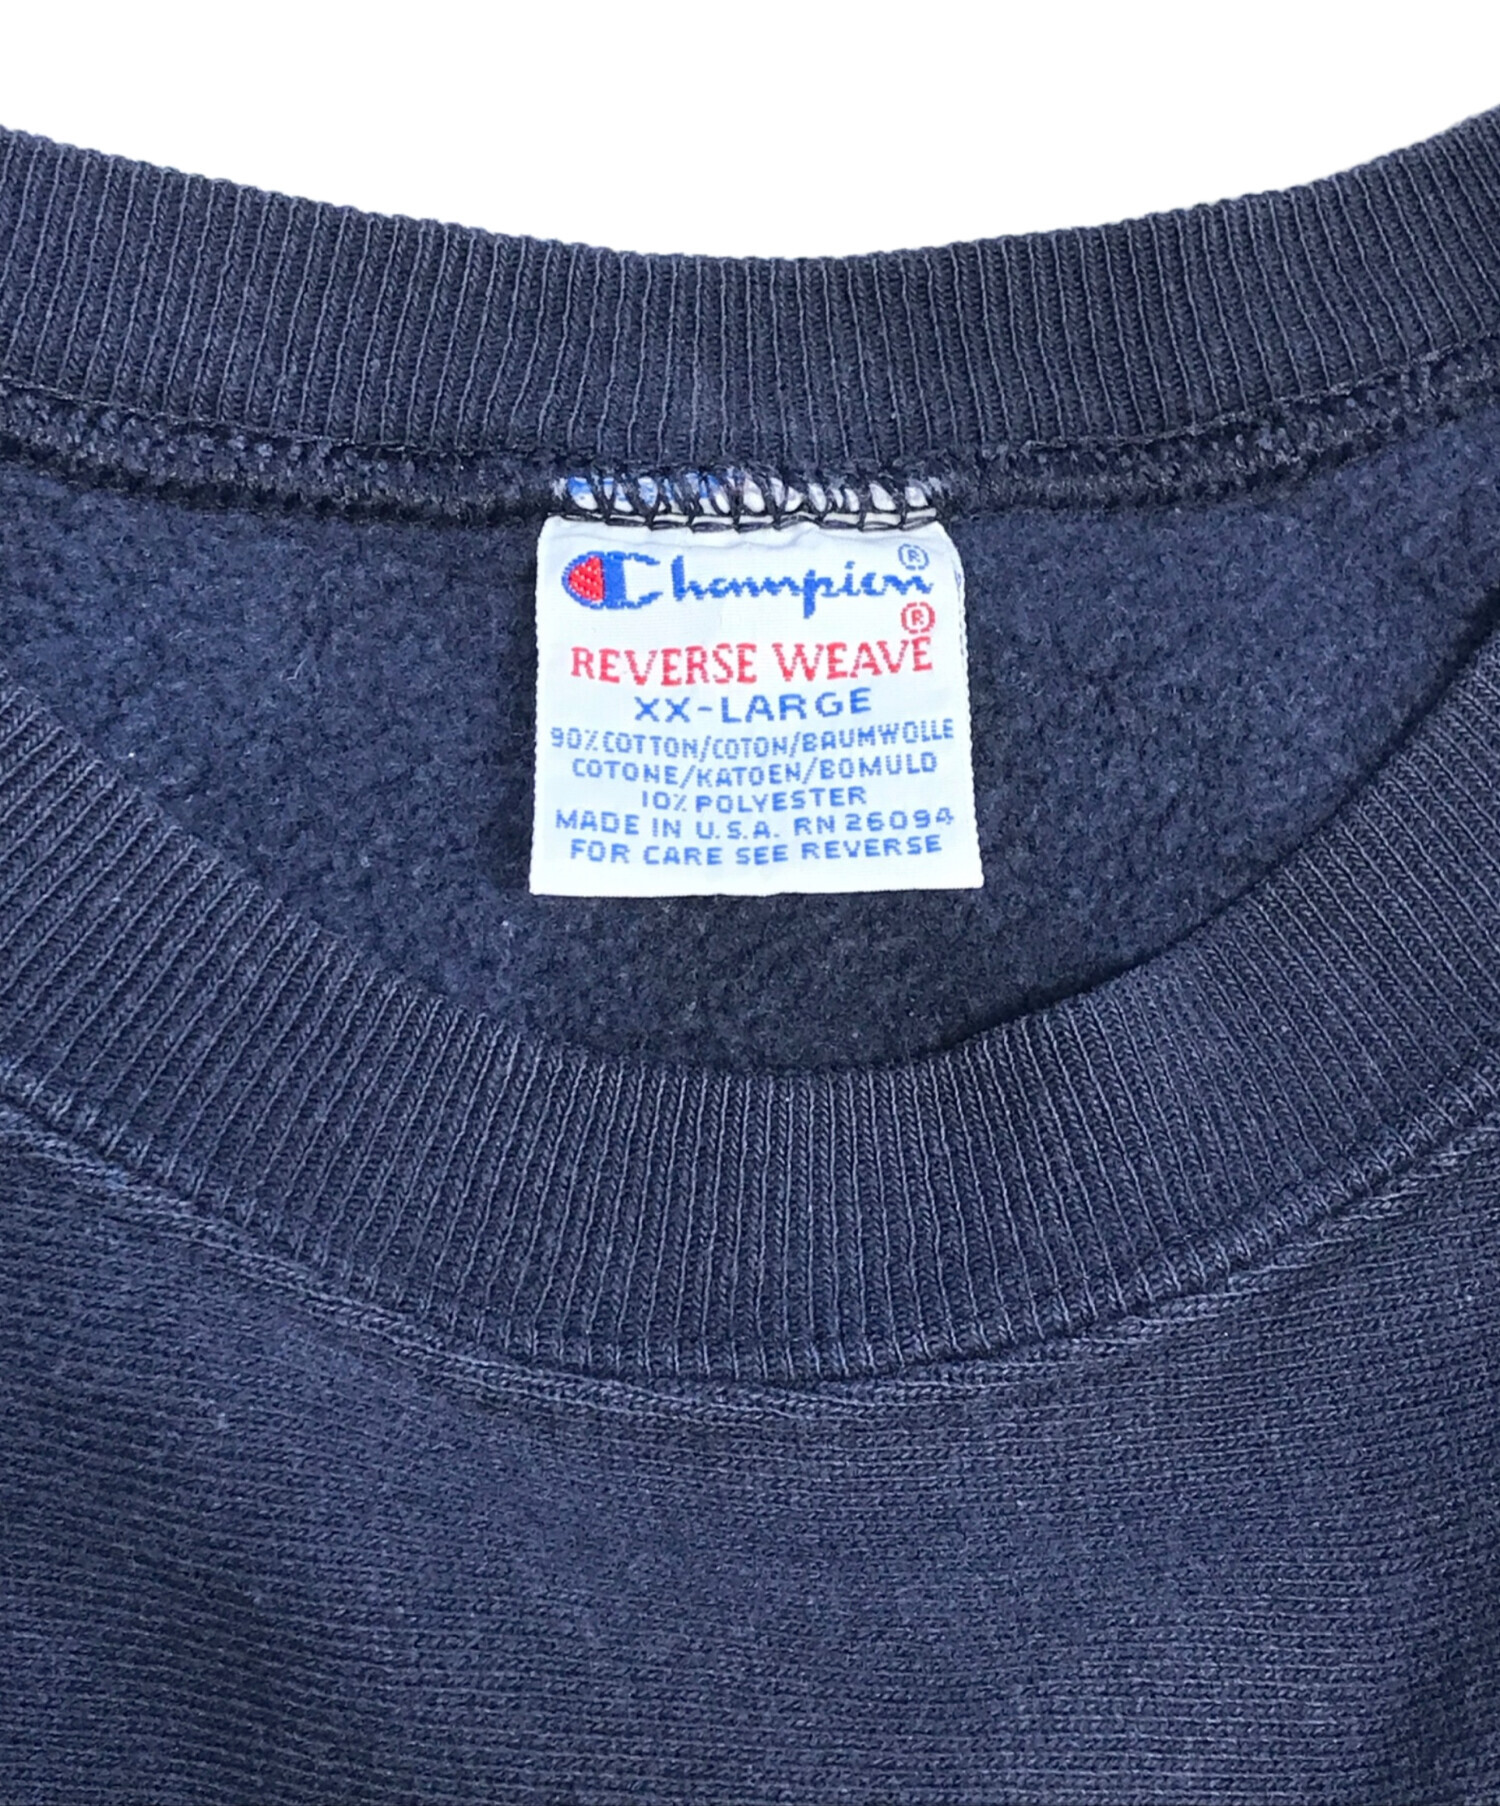 Champion®
REVERSE WEAVE®
XX-LARGE
90% COTTON/COTON/BAUMWOLLE
COTONE/KATOEN/BOMULD
10% POLYESTER
MADE IN U.S.A. RN 26094
FOR CARE SEE REVERSE